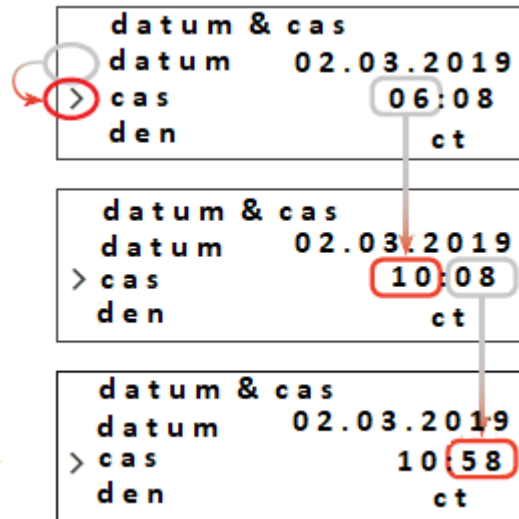 datum & cas
datum 02.03.2019
> cas 06:08
den ct
datum & cas
datum 02.03.2019
> cas 10:08
den ct
datum & cas
datum 02.03.2019
> cas 10:58
den ct